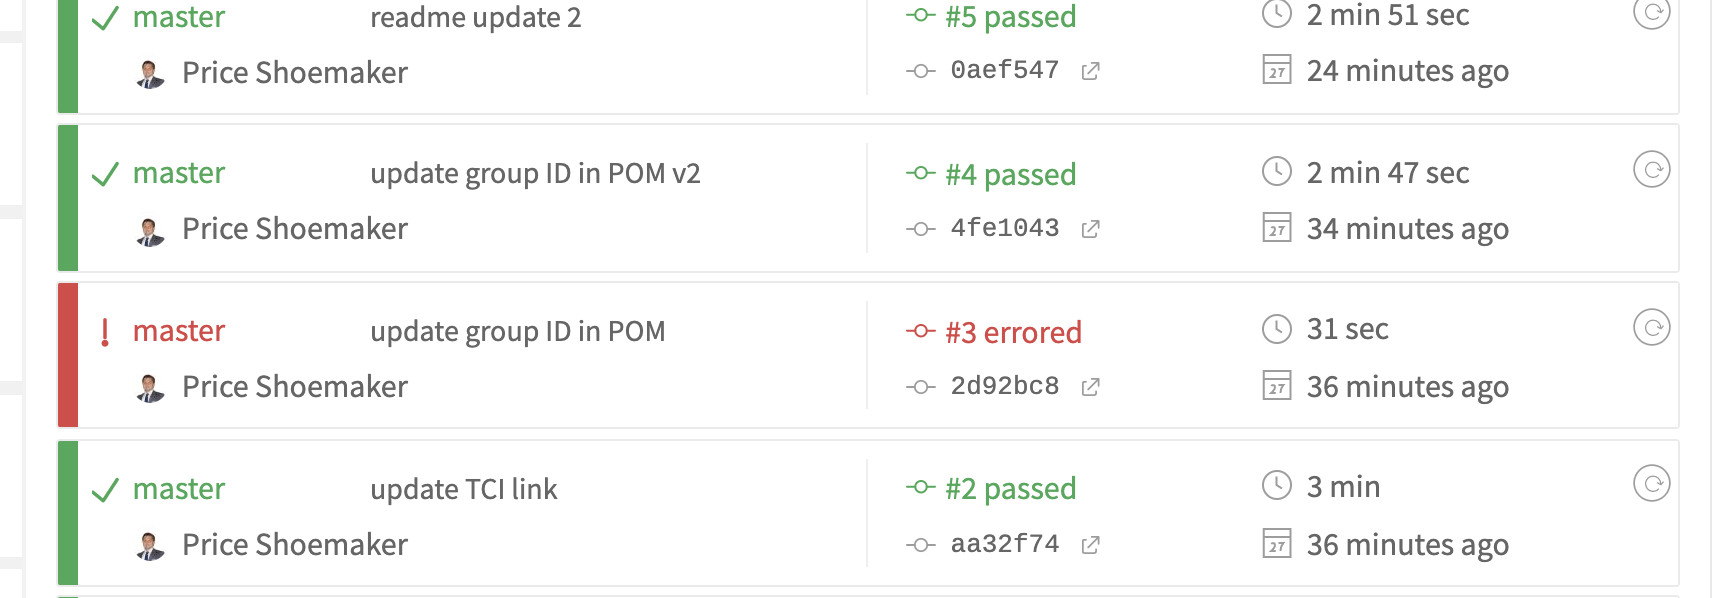 master readme update 2 #5 passed 2 min 51 sec
Price Shoemaker 0aef547 27 24 minutes ago
master update group ID in POM v2 #4 passed 2 min 47 sec
Price Shoemaker 4fe1043 27 34 minutes ago
! master update group ID in POM #3 errored 31 sec
Price Shoemaker 2d92bc8 27 36 minutes ago
master update TCI link #2 passed 3 min
Price Shoemaker aa32f74 27 36 minutes ago